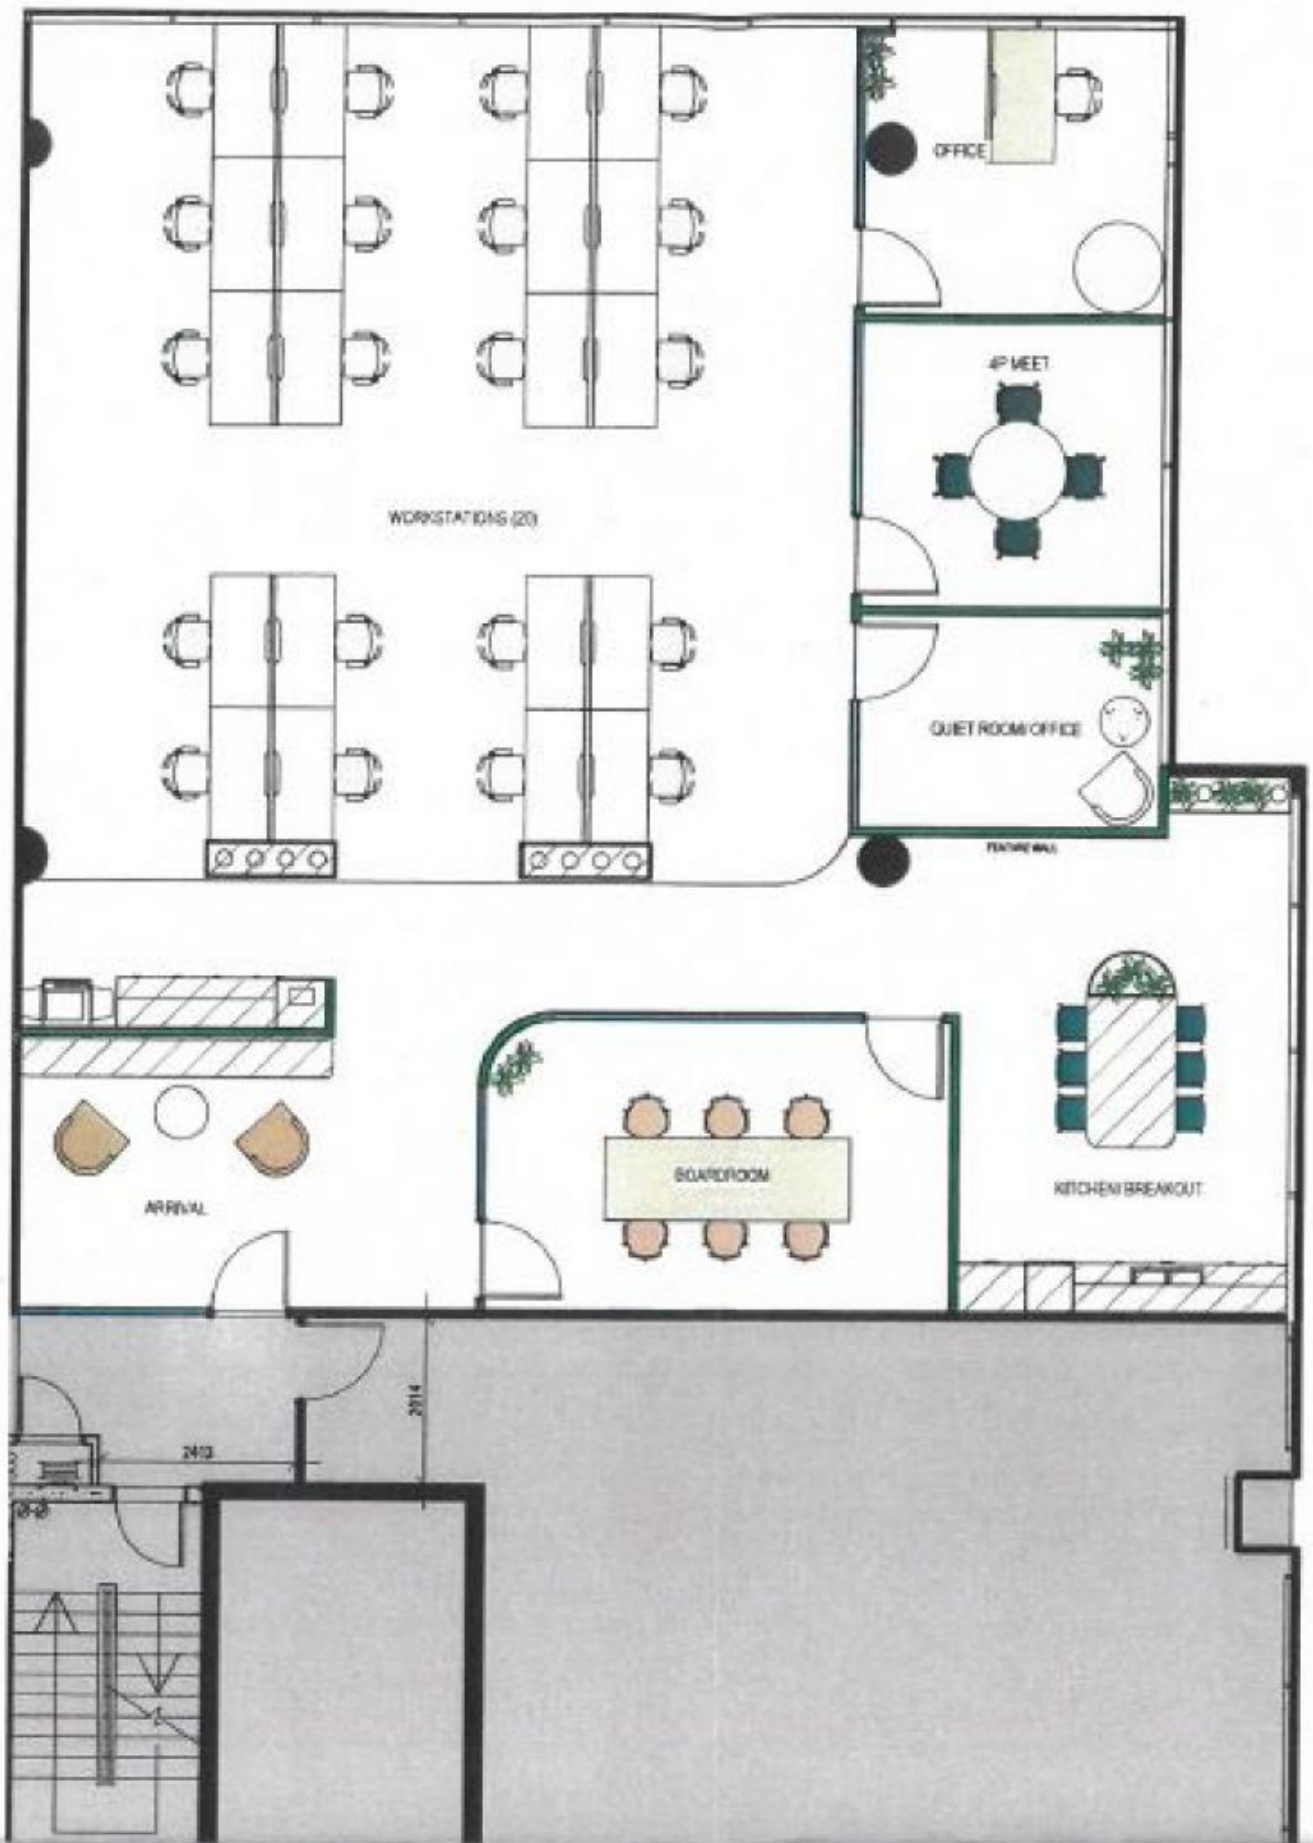 OFFICE
4P MEET
WORKSTATIONS (20)
QUIET ROOM/ OFFICE
FEATURE WALL
BOARDROOM
KITCHEN/ BREAKOUT
ARRIVAL
2014
2413